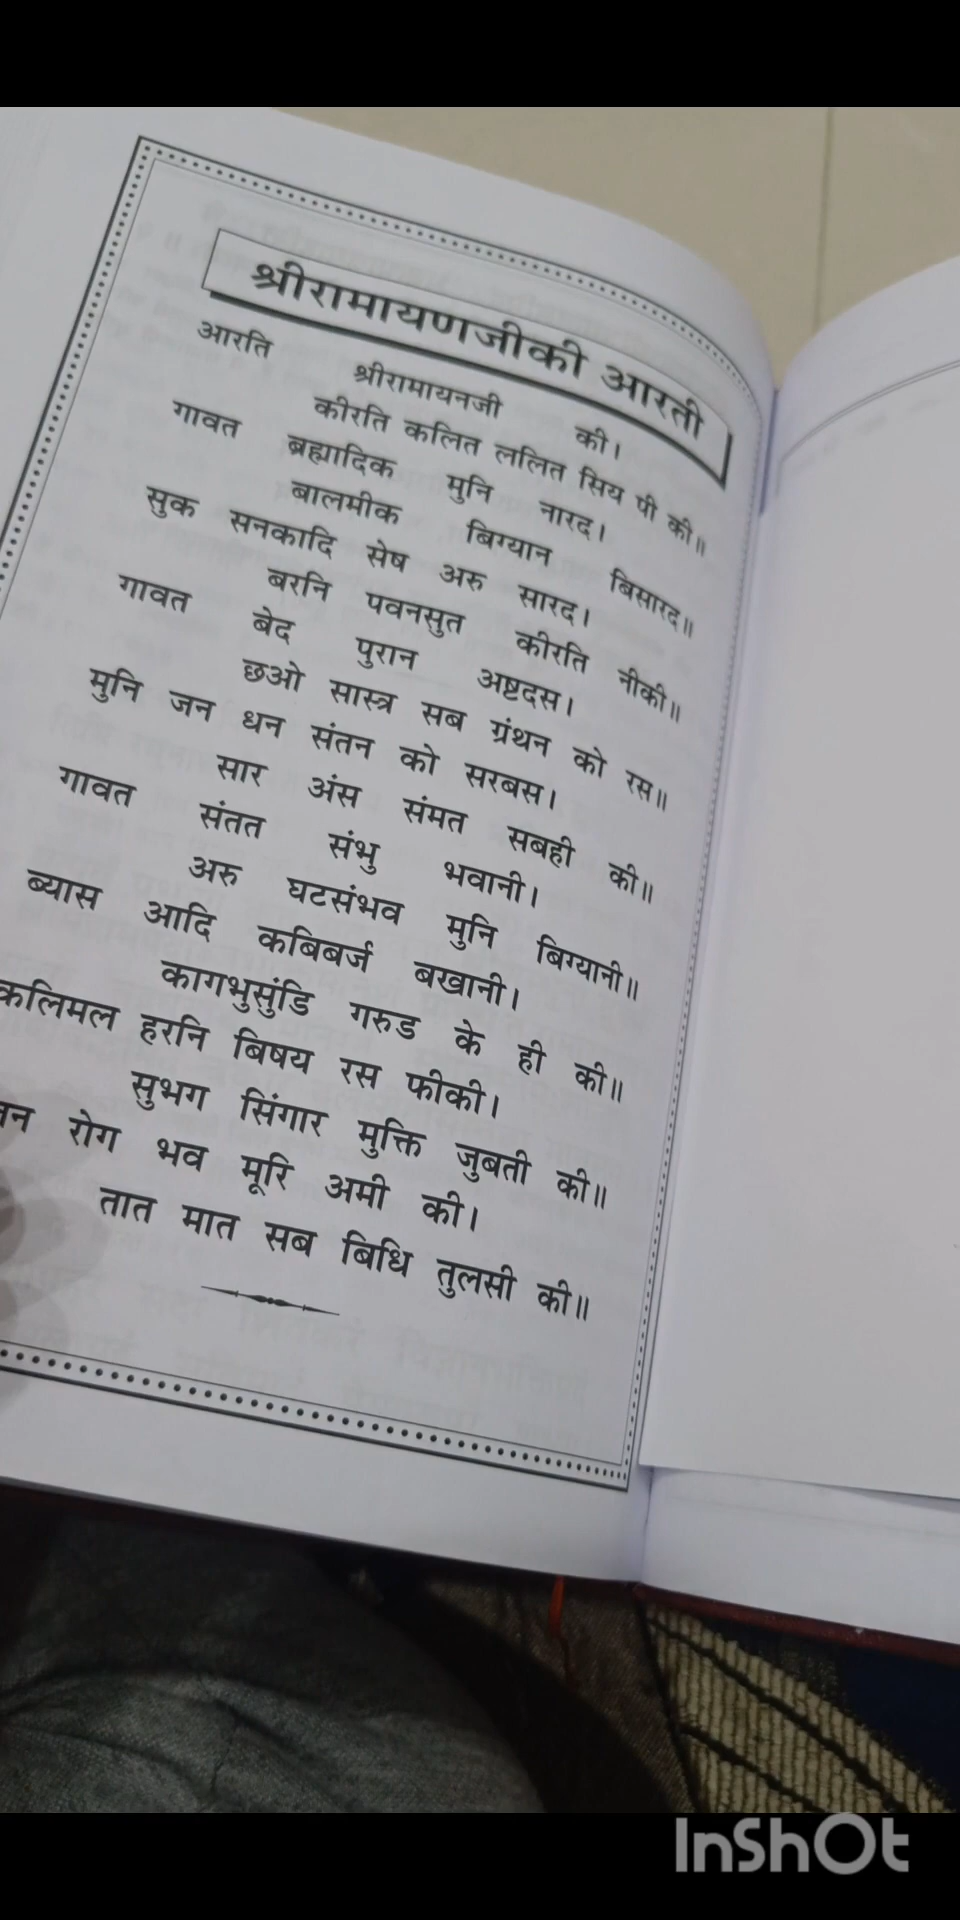 श्रीरामायणजीकी आरती
आरति श्रीरामायनजी की।
कीरति कलित ललित सिय पी की॥
गावत ब्रह्मादिक मुनि नारद।
बालमीक बिग्यान बिसारद॥
सुक सनकादि सेष अरु सारद।
बरनि पवनसुत कीरति नीकी॥
गावत बेद पुरान अष्टदस।
छओ सास्त्र सब ग्रंथन को रस॥
मुनि जन धन संतन को सरबस।
सार अंस संमत सबही की॥
गावत संतत संभु भवानी।
अरु घटसंभव मुनि बिग्यानी॥
ब्यास आदि कबिबर्ज बखानी।
कागभुसुंडि गरुड के ही की॥
कलिमल हरनि बिषय रस फीकी।
सुभग सिंगार मुक्ति जुबती की॥
रोग भव मूरि अमी की।
तात मात सब बिधि तुलसी की॥
InShOt